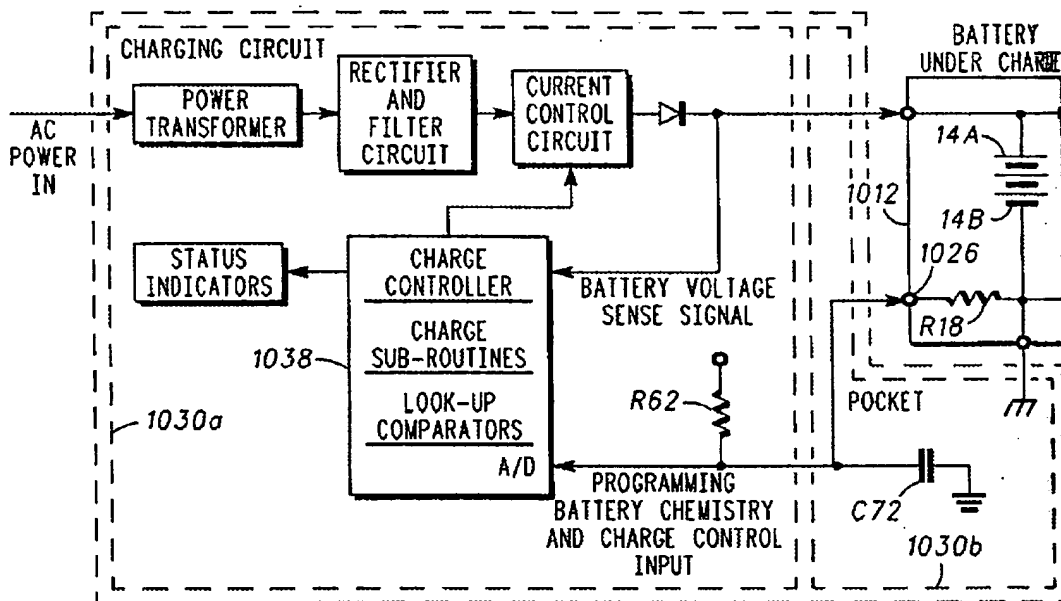 CHARGING CIRCUIT
BATTERY
UNDER CHARGE
AC
POWER
IN
POWER
TRANSFORMER
RECTIFIER
AND
FILTER
CIRCUIT
CURRENT
CONTROL
CIRCUIT
14A
1012
14B
1026
R18
STATUS
INDICATORS
CHARGE
CONTROLLER
BATTERY VOLTAGE
SENSE SIGNAL
1038
CHARGE
SUB-ROUTINES
LOOK-UP
COMPARATORS
A/D
R62
POCKET
1030a
PROGRAMMING
BATTERY CHEMISTRY
AND CHARGE CONTROL
INPUT
C72
1030b